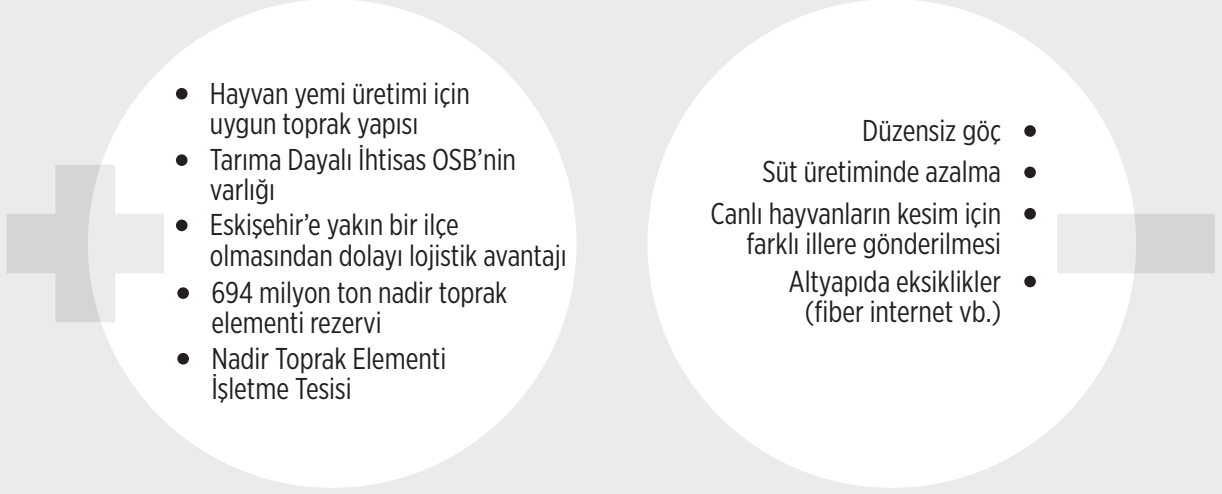 • Hayvan yemi üretimi için
uygun toprak yapısı
• Tarıma Dayalı İhtisas OSB’nin
varlığı
• Eskişehir’e yakın bir ilçe
olmasından dolayı lojistik avantajı
• 694 milyon ton nadir toprak
elementi rezervi
• Nadir Toprak Elementi
İşletme Tesisi
Düzensiz göç •
Süt üretiminde azalma •
Canlı hayvanların kesim için •
farklı illere gönderilmesi
Altyapıda eksiklikler •
(fiber internet vb.)